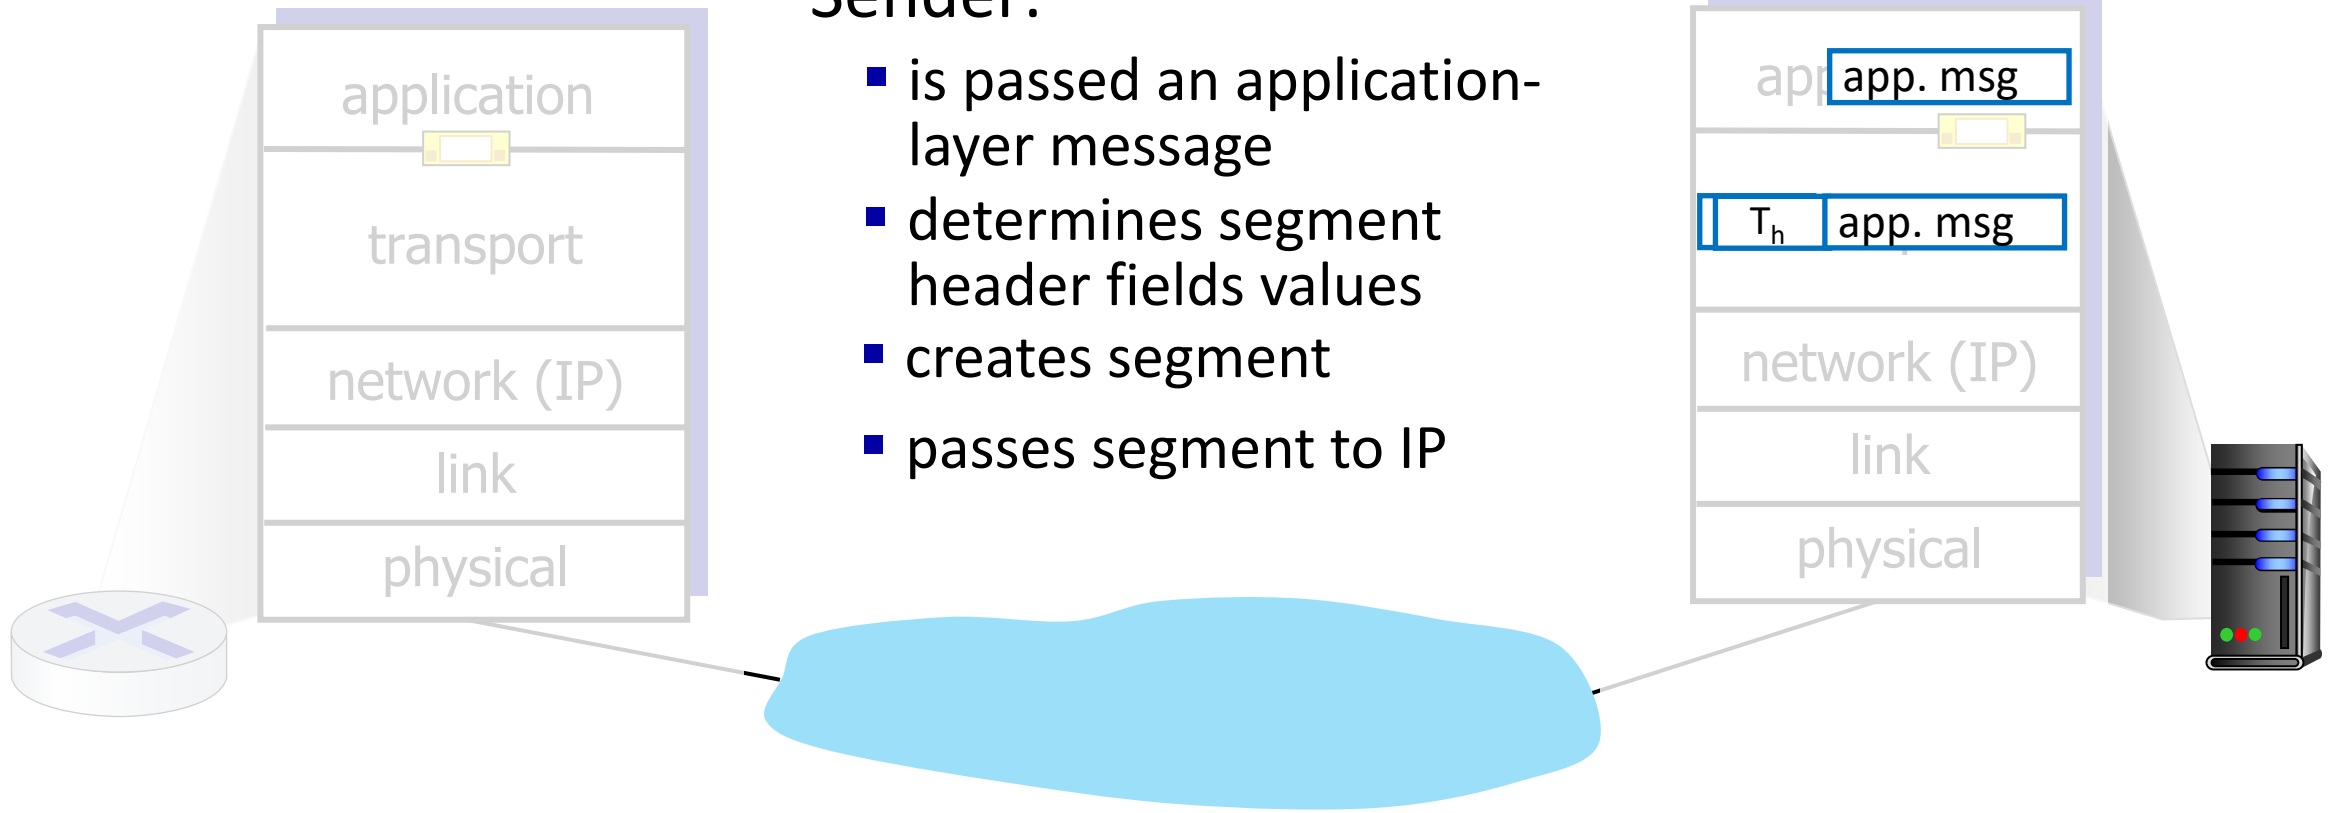 application
transport
network (IP)
link
physical
Sender:
is passed an application-
layer message
determines segment
header fields values
creates segment
passes segment to IP
app. msg
Th app. msg
network (IP)
link
physical